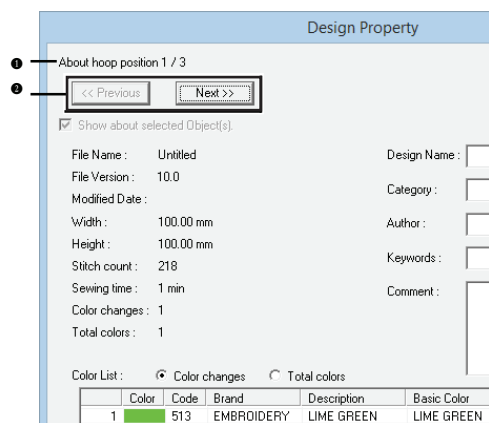 Design Property
❶ About hoop position 1 / 3
❷ << Previous Next >>
Show about selected Object(s).
File Name : Untitled Design Name :
File Version : 10.0
Modified Date : Category :
Width : 100.00 mm Author :
Height : 100.00 mm
Stitch count : 218 Keywords :
Sewing time : 1 min Comment :
Color changes : 1
Total colors : 1
Color List : Color changes Total colors
Color Code Brand Description Basic Color
1 513 EMBROIDERY LIME GREEN LIME GREEN